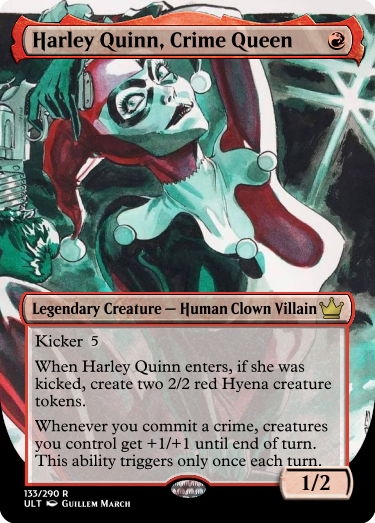 Harley Quinn, Crime Queen
Legendary Creature — Human Clown Villain
Kicker 5
When Harley Quinn enters, if she was
kicked, create two 2/2 red Hyena creature
tokens.
Whenever you commit a crime, creatures
you control get +1/+1 until end of turn.
This ability triggers only once each turn.
1/2
133/290 R
ULT Guillem March